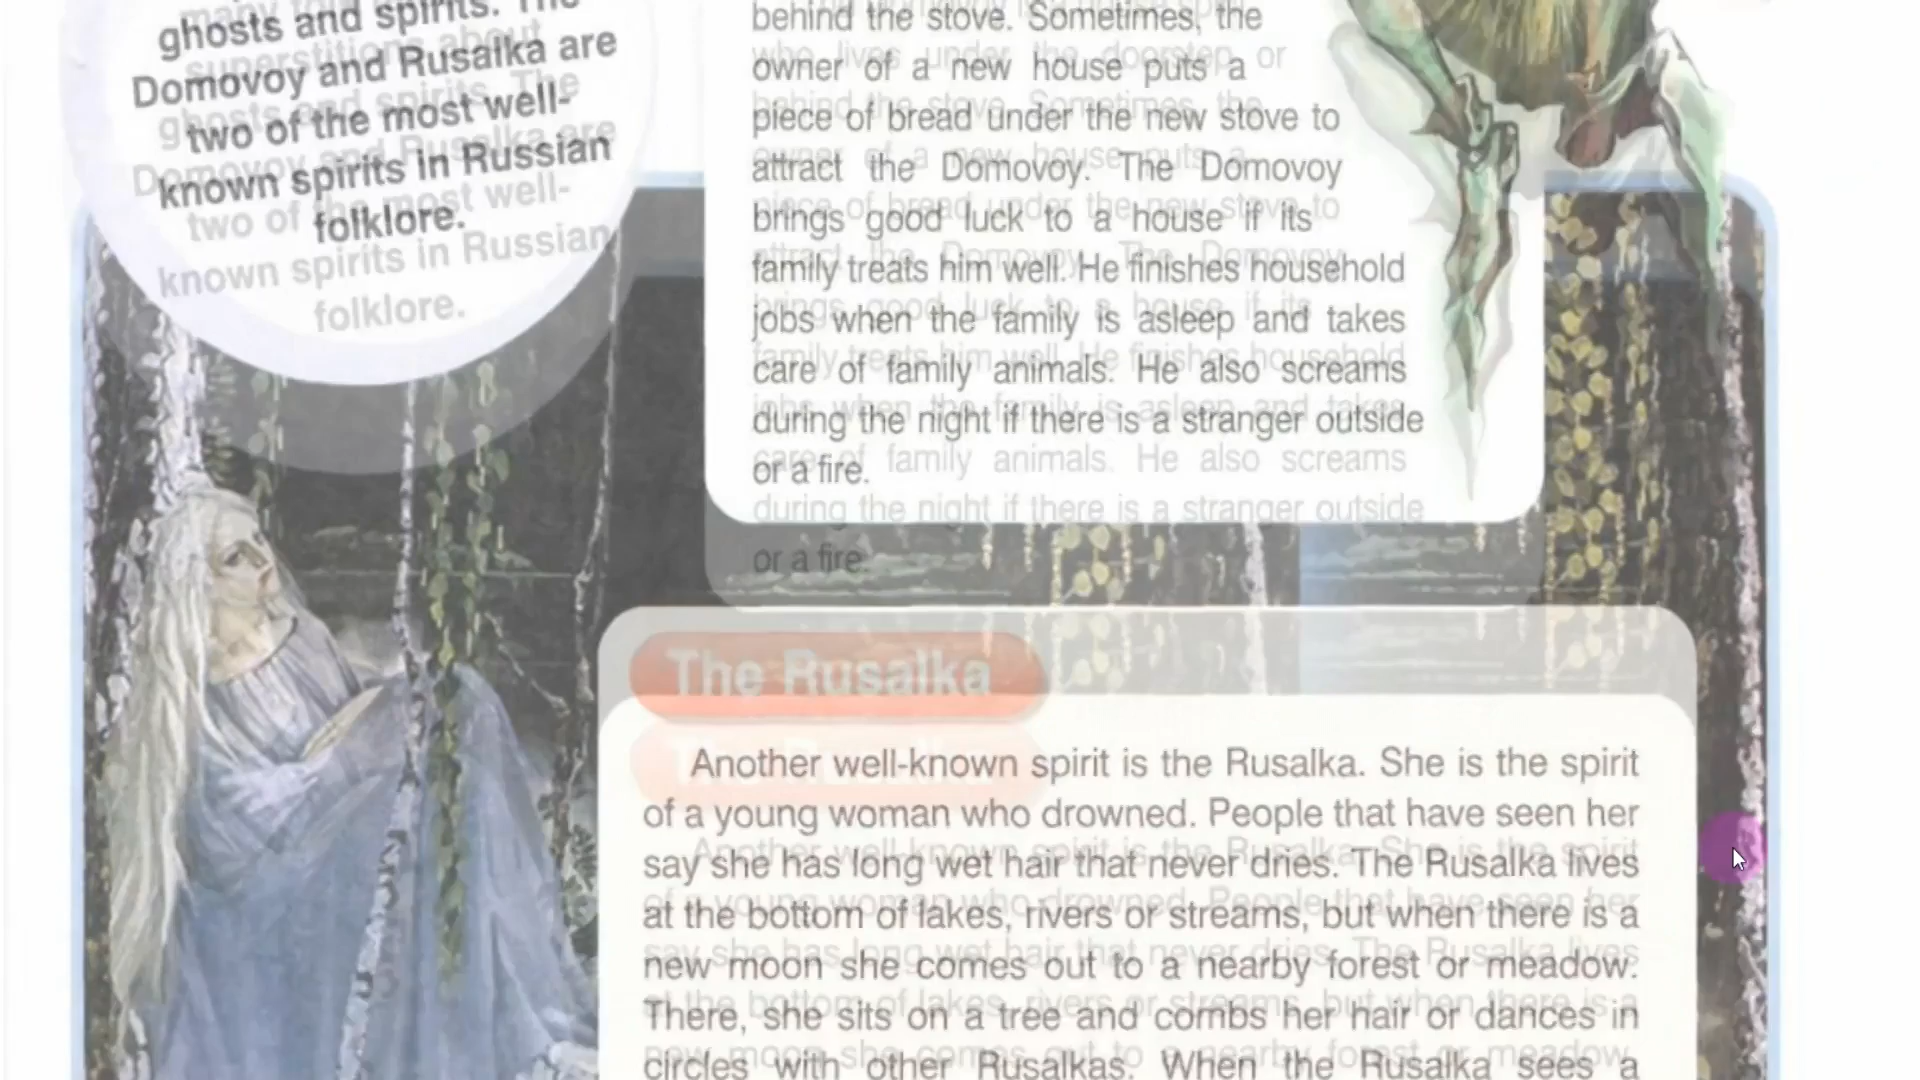 ghosts and spirits. The
Domovoy and Rusalka are
two of the most well-
known spirits in Russian
folklore.
behind the stove. Sometimes, the
owner of a new house puts a
piece of bread under the new stove to
attract the Domovoy. The Domovoy
brings good luck to a house if its
family treats him well. He finishes household
jobs when the family is asleep and takes
care of family animals. He also screams
during the night if there is a stranger outside
or a fire.
The Rusalka
Another well-known spirit is the Rusalka. She is the spirit
of a young woman who drowned. People that have seen her
say she has long wet hair that never dries. The Rusalka lives
at the bottom of lakes, rivers or streams, but when there is a
new moon she comes out to a nearby forest or meadow.
There, she sits on a tree and combs her hair or dances in
circles with other Rusalkas. When the Rusalka sees a